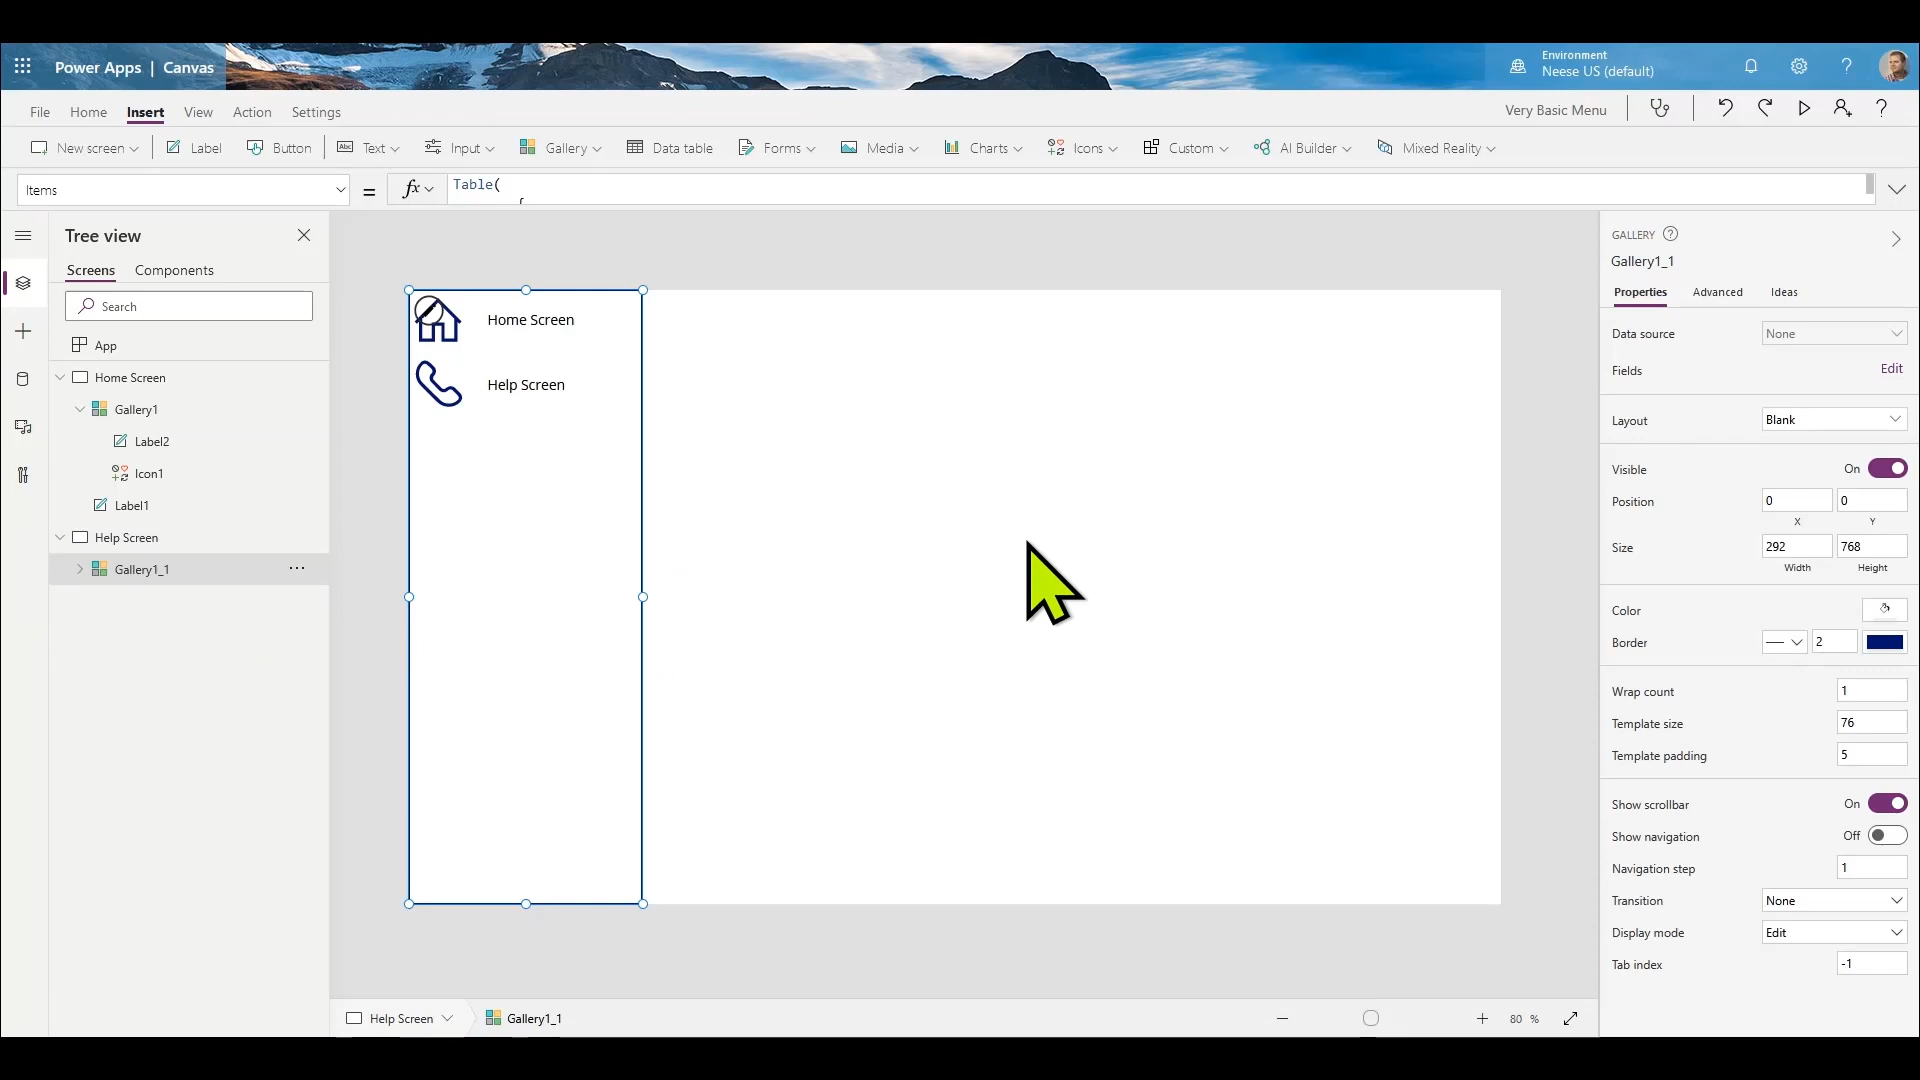 Power Apps | Canvas
Environment
Neese US (default)
File Home Insert View Action Settings
Very Basic Menu
New screen Label Button Text Input Gallery Data table Forms Media Charts Icons Custom AI Builder Mixed Reality
Items = fx Table(
{
Tree view
Screens Components
Search
App
Home Screen
Gallery1
Label2
Icon1
Label1
Help Screen
Gallery1_1
Home Screen
Help Screen
GALLERY
Gallery1_1
Properties Advanced Ideas
Data source None
Fields Edit
Layout Blank
Visible On
Position 0 0
X Y
Size 292 768
Width Height
Color
Border 2
Wrap count 1
Template size 76
Template padding 5
Show scrollbar On
Show navigation Off
Navigation step 1
Transition None
Display mode Edit
Tab index -1
Help Screen Gallery1_1 80 %